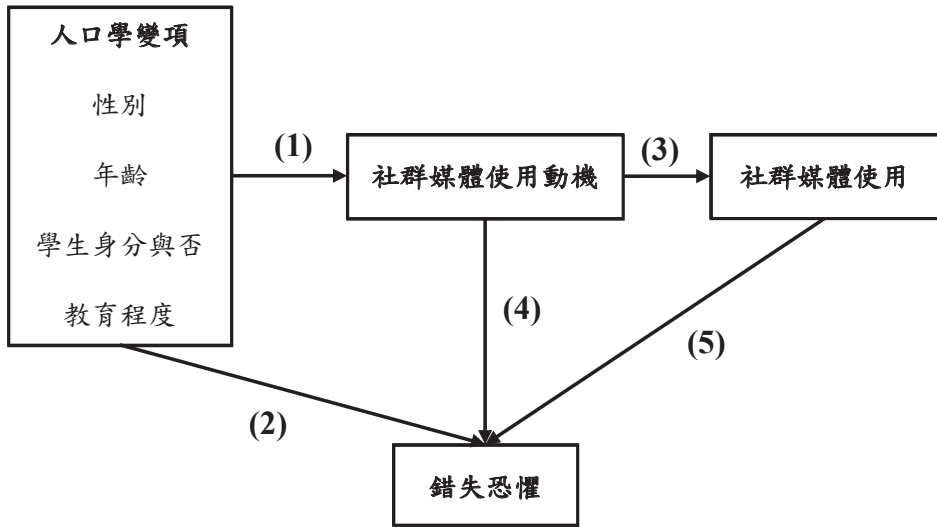 人口學變項
性別
年齡
學生身分與否
教育程度
(1)
社群媒體使用動機
(3)
社群媒體使用
(4)
(5)
(2)
錯失恐懼